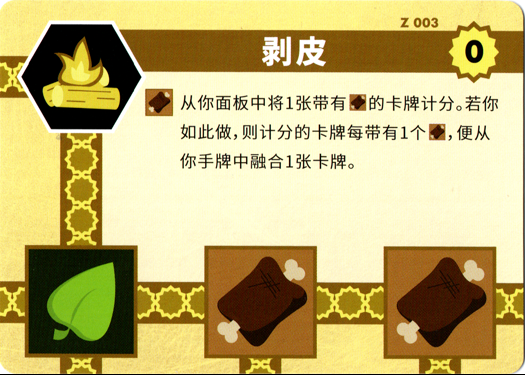 Z 003
剥皮
0
从你面板中将1张带有的卡牌计分。若你
如此做,则计分的卡牌每带有1个,便从
你手牌中融合1张卡牌。